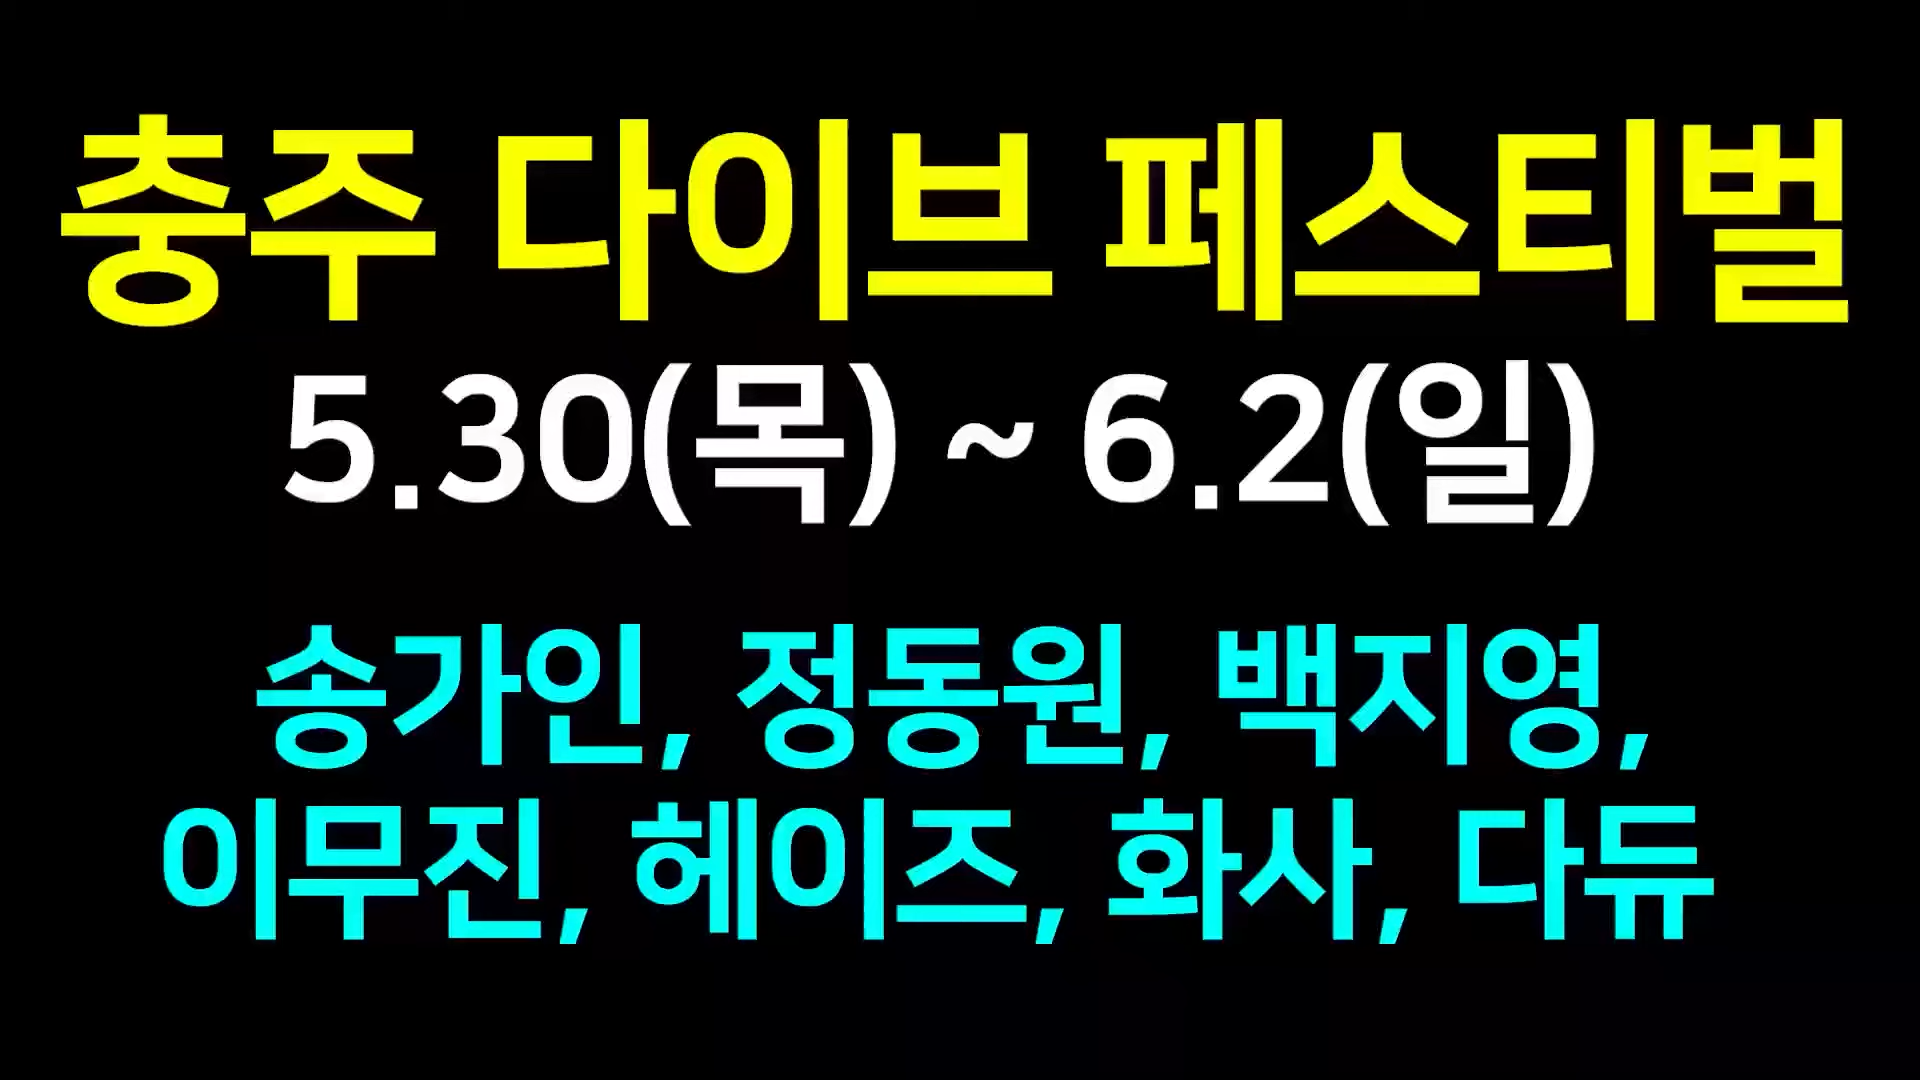 충주 다이브 페스티벌
5.30(목) ~ 6.2(일)
송가인, 정동원, 백지영,
이무진, 헤이즈, 화사, 다듀